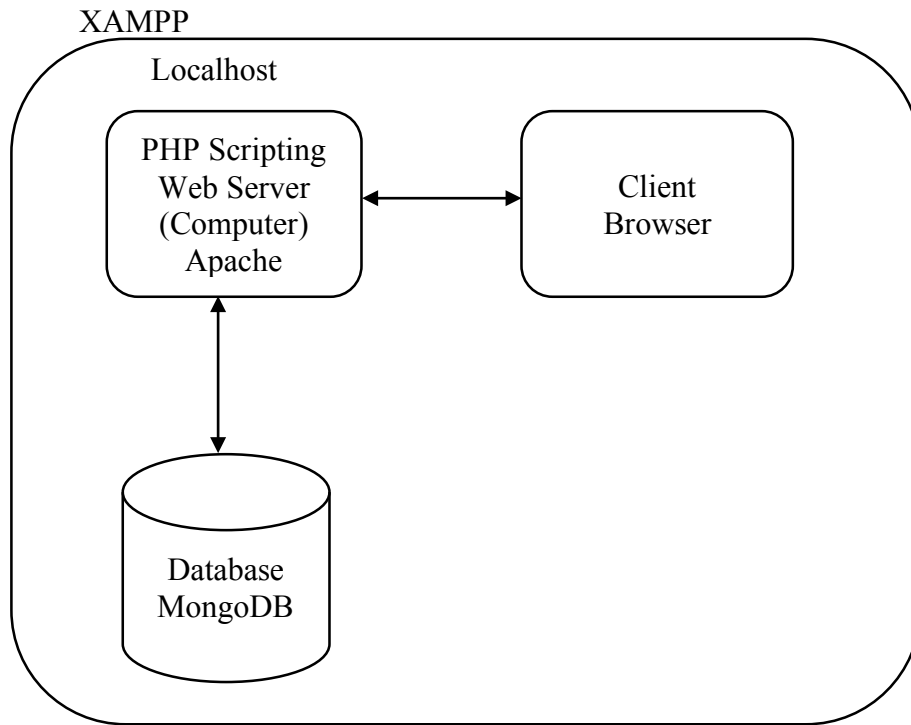 XAMPP
Localhost
PHP Scripting
Web Server
(Computer)
Apache
Client
Browser
Database
MongoDB